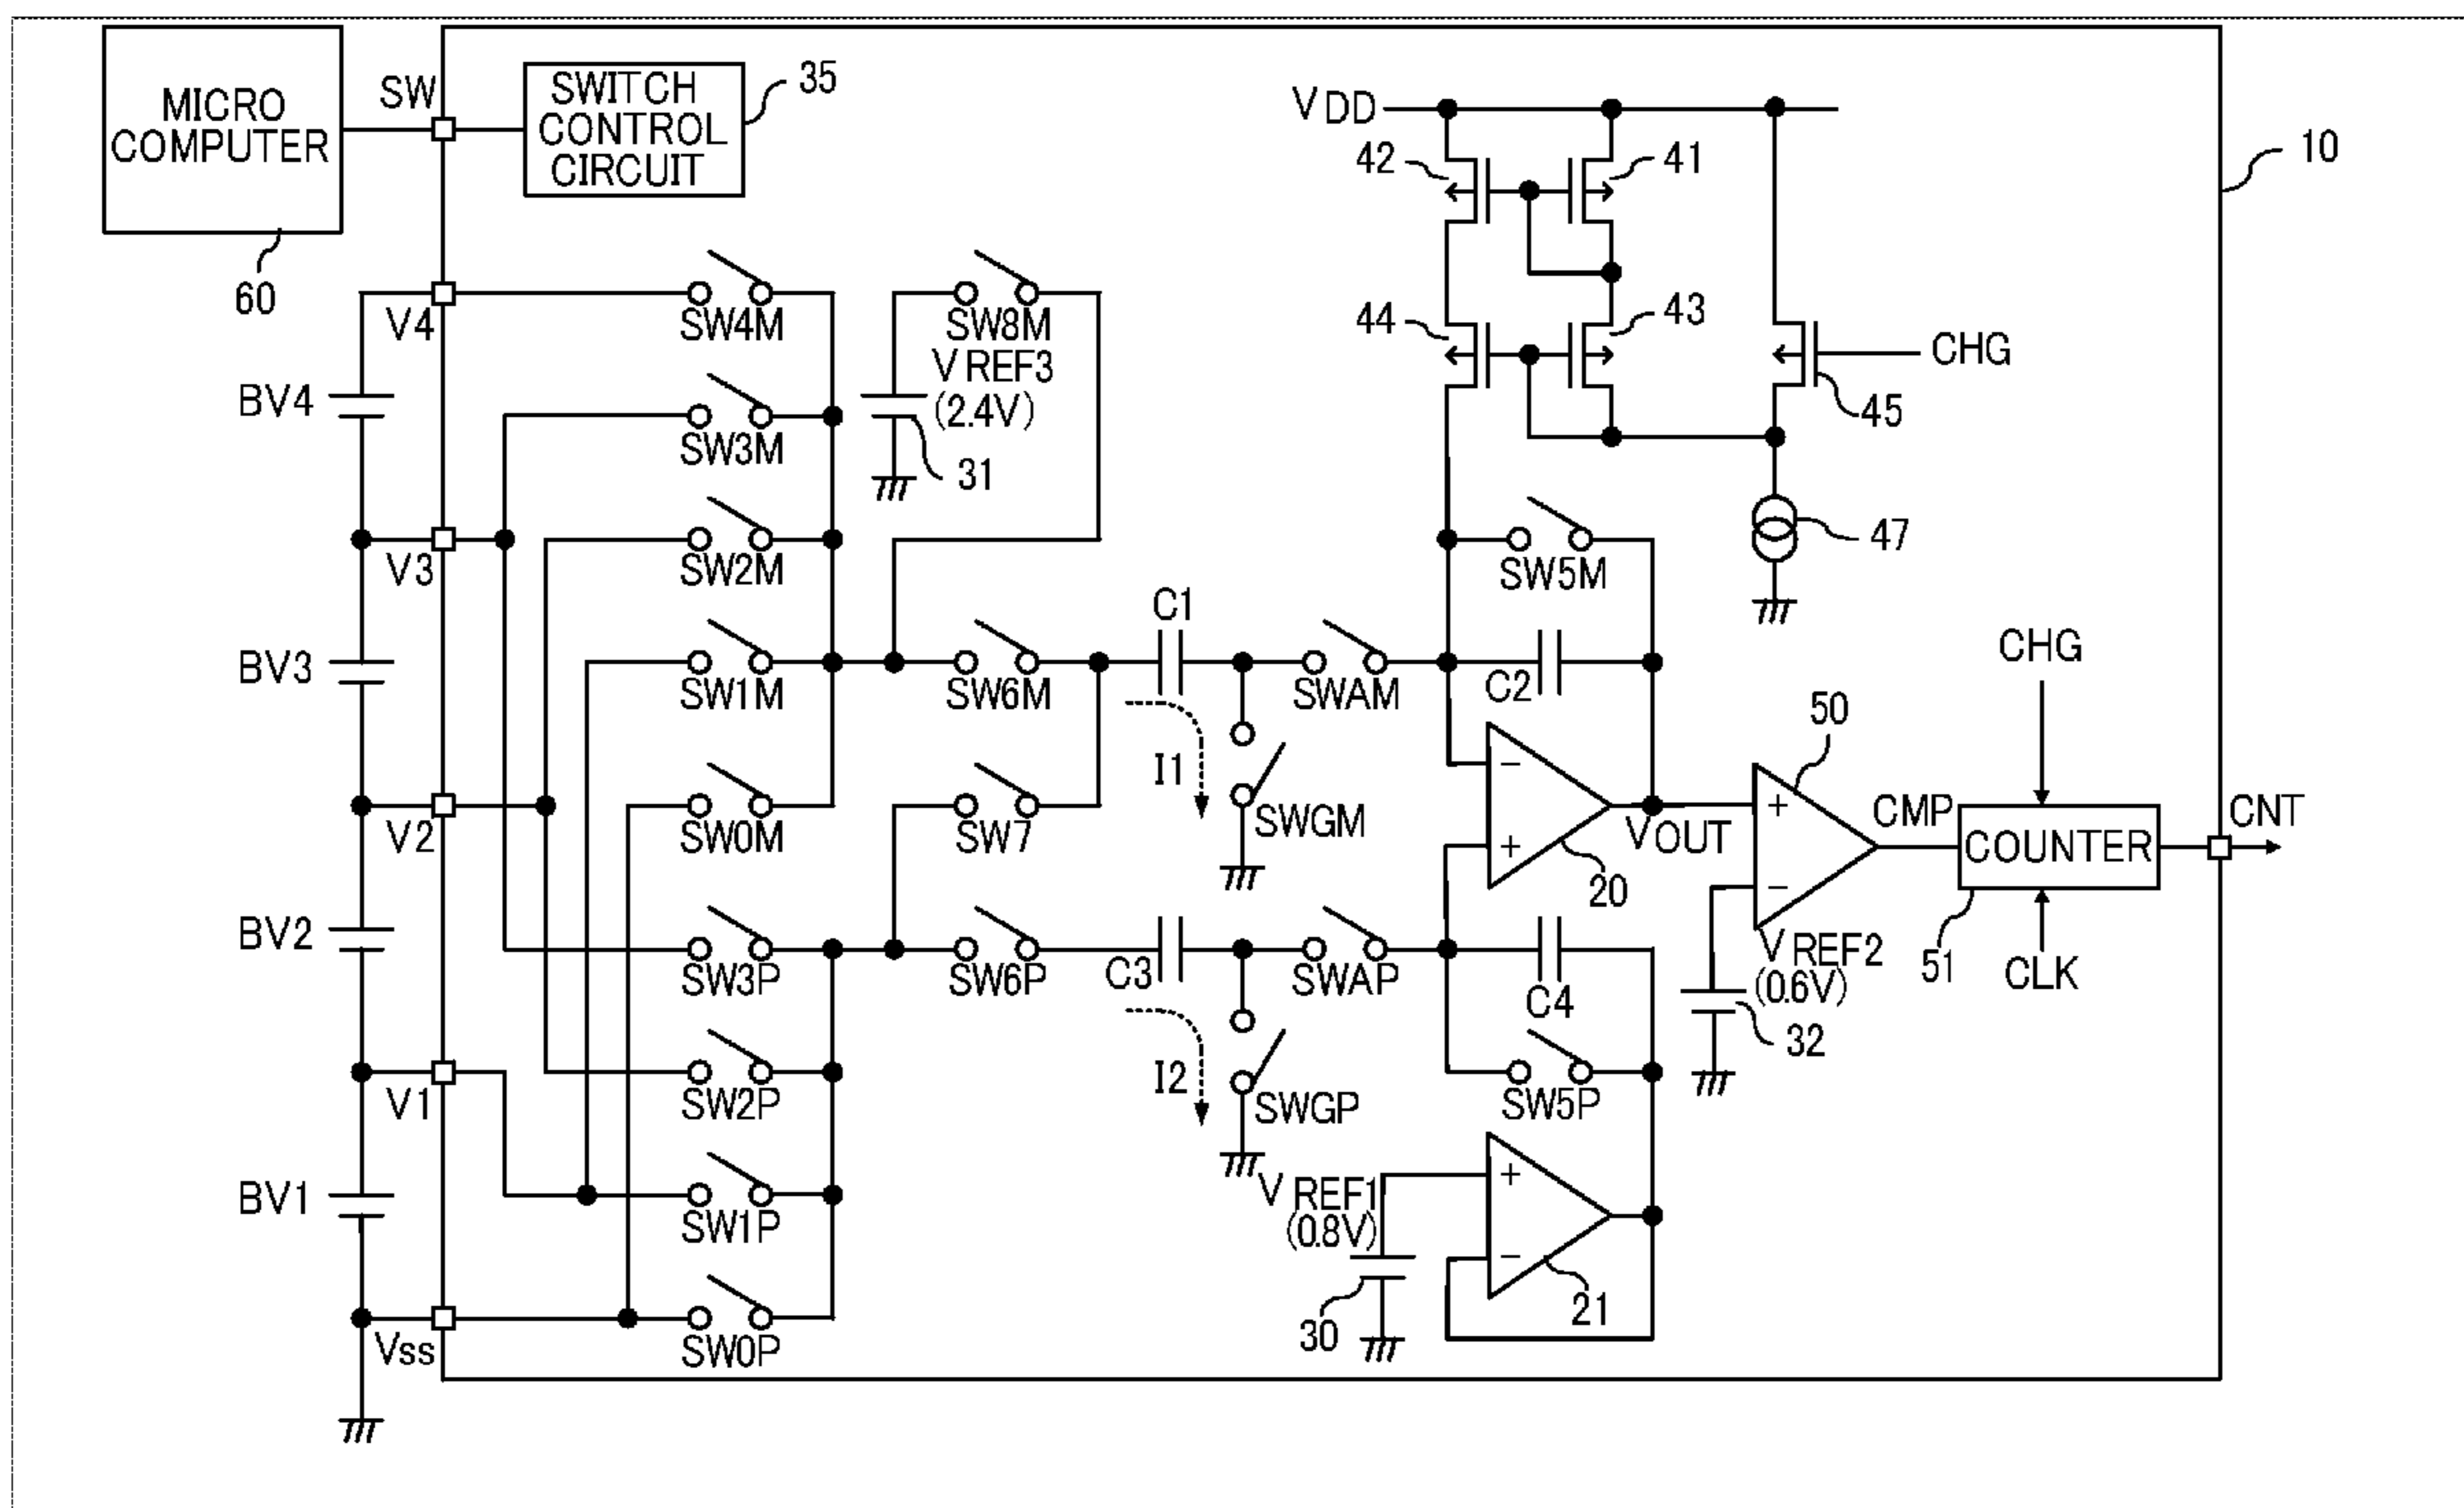 MICRO
COMPUTER
60
SW
SWITCH
CONTROL
CIRCUIT
35
10
VDD
42
41
44
43
45
CHG
47
V4
V3
V2
V1
Vss
BV4
BV3
BV2
BV1
SW4M
SW3M
SW2M
SW1M
SW0M
SW3P
SW2P
SW1P
SW0P
SW8M
VREF3
(2.4V)
31
SW6M
SW7
SW6P
C1
I1
SWAM
SWGM
C3
I2
SWAP
SWGP
SW5M
C2
−
+
20
VOUT
C4
SW5P
VREF1
(0.8V)
30
+
−
21
50
+
−
VREF2
(0.6V)
32
CMP
CHG
COUNTER
51
CLK
CNT